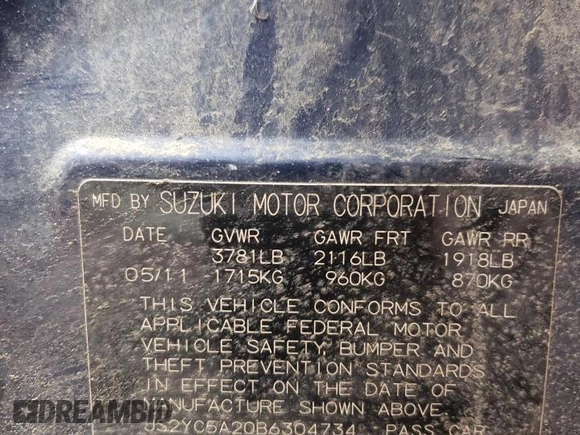 MFD BY SUZUKI MOTOR CORPORATION JAPAN
DATE GVWR GAWR FRT GAWR RR
3781LB 2116LB 1918LB
05/11 1715KG 960KG 870KG
THIS VEHICLE CONFORMS TO ALL
APPLICABLE FEDERAL MOTOR
VEHICLE SAFETY, BUMPER AND
THEFT PREVENTION STANDARDS
IN EFFECT ON THE DATE OF
MANUFACTURE SHOWN ABOVE
JS2YC5A20B6304734 PASS CAR
DREAMBID